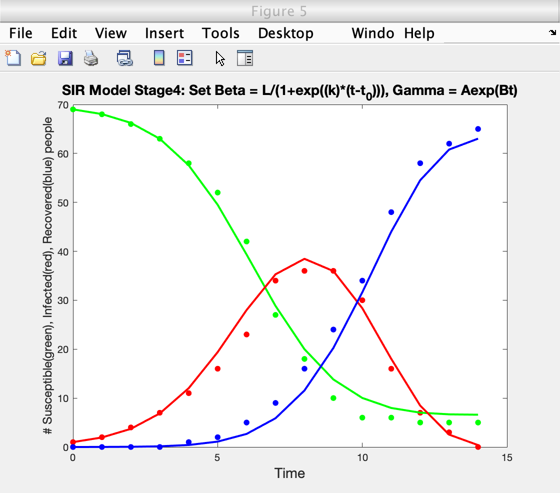 Figure 5
File Edit View Insert Tools Desktop Windo Help
SIR Model Stage4: Set Beta = L/(1+exp((k)*(t-t0))), Gamma = Aexp(Bt)
# Susceptible(green), Infected(red), Recovered(blue) people
70
60
50
40
30
20
10
0
0 5 10 15
Time